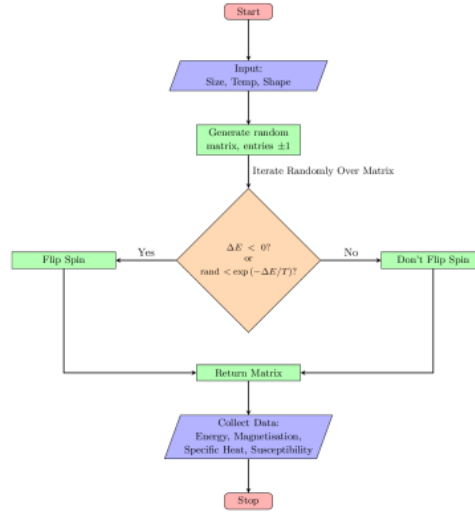 Start
Input:
Size, Temp, Shape
Generate random
matrix, entries ±1
Iterate Randomly Over Matrix
ΔE < 0?
or
rand < exp (−ΔE/T)?
Yes
No
Flip Spin
Don't Flip Spin
Return Matrix
Collect Data:
Energy, Magnetisation,
Specific Heat, Susceptibility
Stop